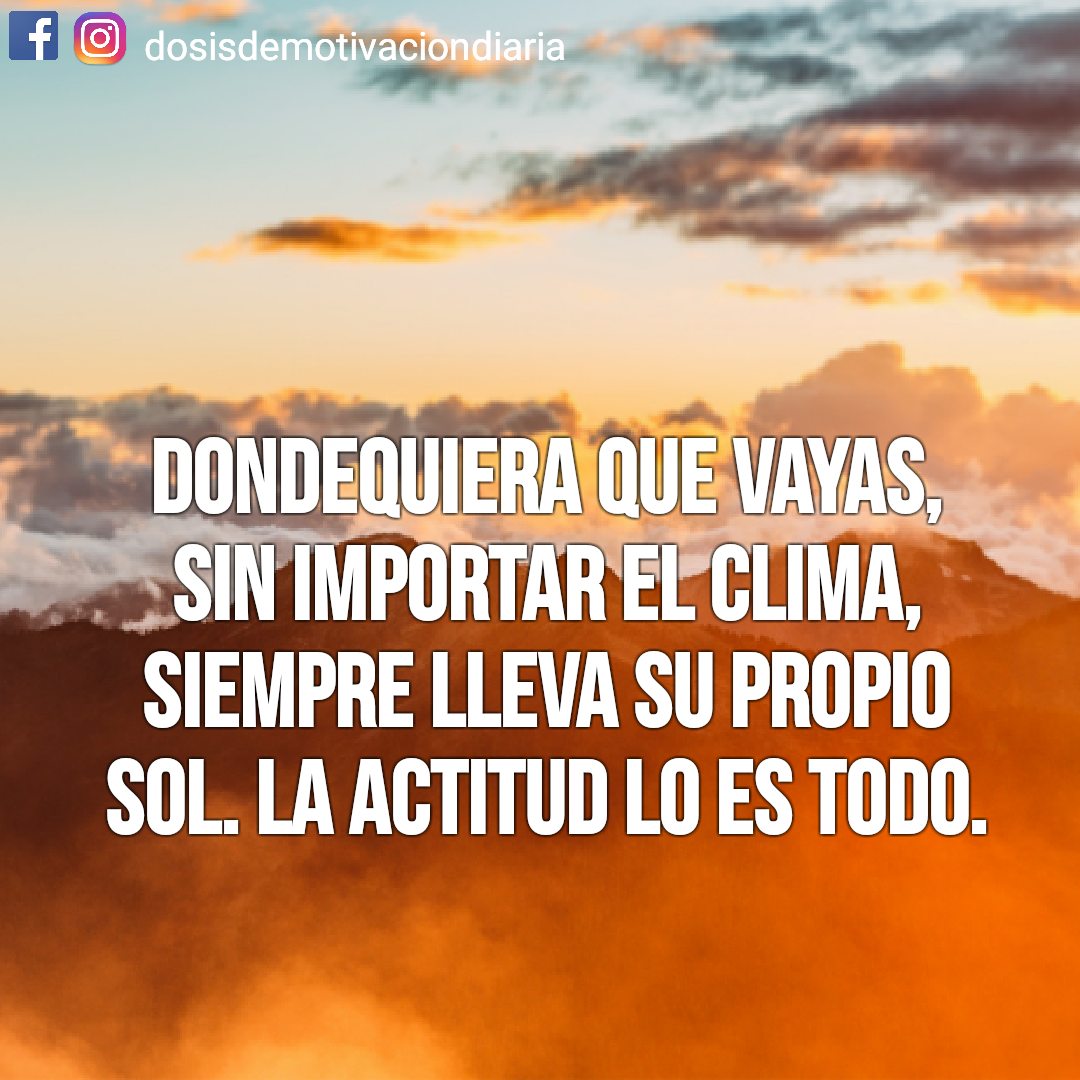 dosisdemotivaciondiaria
DONDEQUIERA QUE VAYAS,
SIN IMPORTAR EL CLIMA,
SIEMPRE LLEVA SU PROPIO
SOL. LA ACTITUD LO ES TODO.